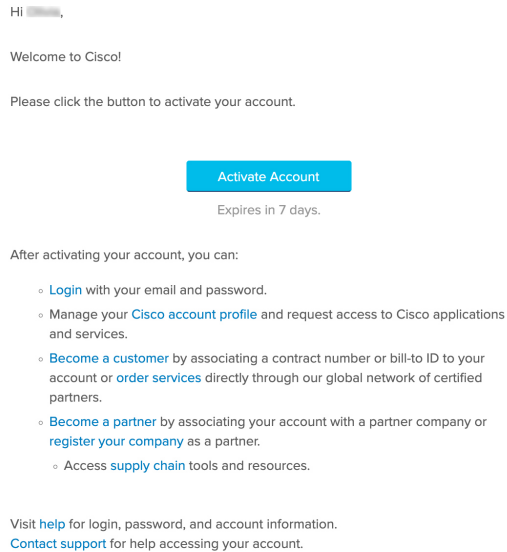 Hi ,
Welcome to Cisco!
Please click the button to activate your account.
Activate Account
Expires in 7 days.
After activating your account, you can:
Login with your email and password.
Manage your Cisco account profile and request access to Cisco applications
and services.
Become a customer by associating a contract number or bill-to ID to your
account or order services directly through our global network of certified
partners.
Become a partner by associating your account with a partner company or
register your company as a partner.
Access supply chain tools and resources.
Visit help for login, password, and account information.
Contact support for help accessing your account.